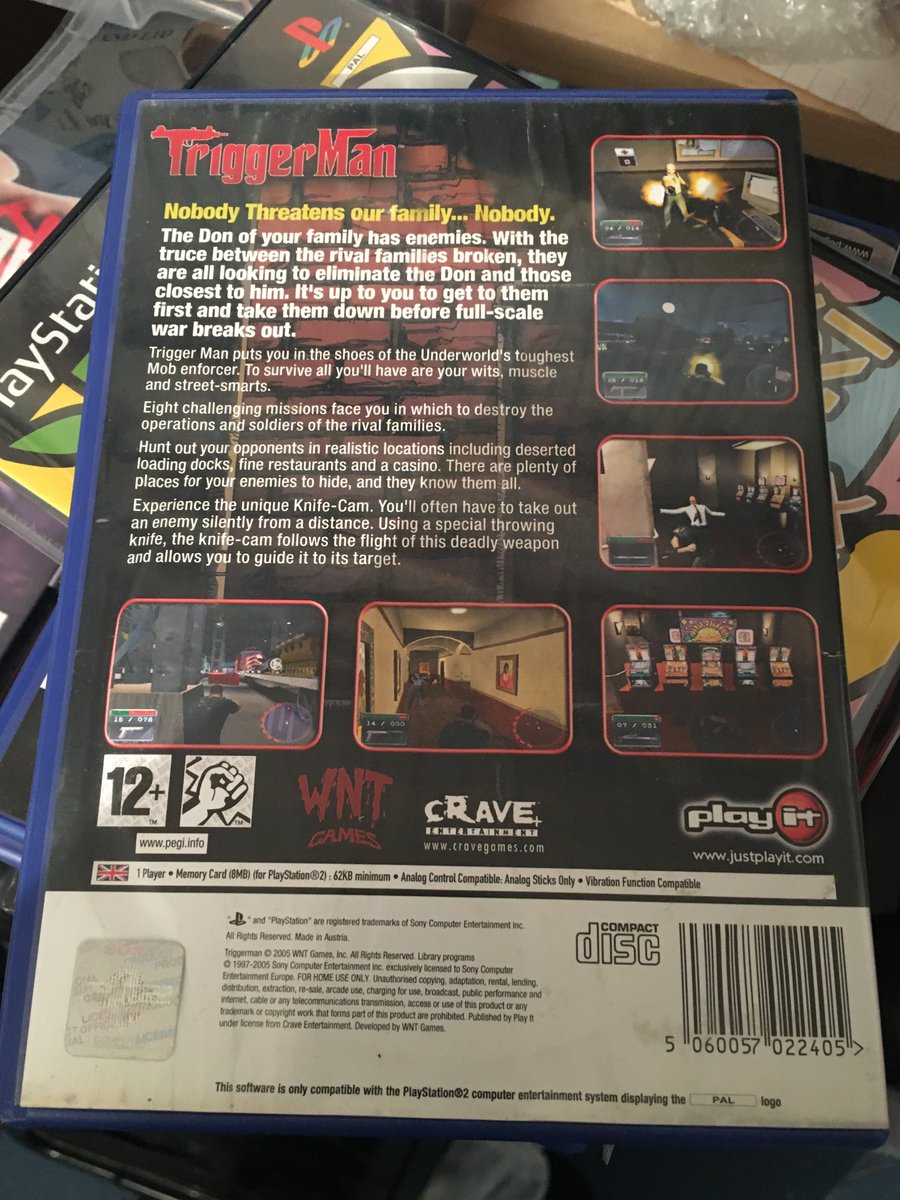 PAL
PlayStati
TriggerMan™
Nobody Threatens our family... Nobody.
The Don of your family has enemies. With the
truce between the rival families broken, they
are all looking to eliminate the Don and those
closest to him. It's up to you to get to them
first and take them down before full-scale
war breaks out.
Trigger Man puts you in the shoes of the Underworld's toughest
Mob enforcer. To survive all you'll have are your wits, muscle
and street-smarts.
Eight challenging missions face you in which to destroy the
operations and soldiers of the rival families.
Hunt out your opponents in realistic locations including deserted
loading docks, fine restaurants and a casino. There are plenty of
places for your enemies to hide, and they know them all.
Experience the unique Knife-Cam. You'll often have to take out
an enemy silently from a distance. Using a special throwing
knife, the knife-cam follows the flight of this deadly weapon
and allows you to guide it to its target.
04 / 014
05 / 018
15 / 078
14 / 000
07 / 031
12+
™
www.pegi.info
WNT
GAMES
CRAVE
ENTERTAINMENT
www.cravegames.com
play it
www.justplayit.com
1 Player • Memory Card (8MB) (for PlayStation®2) : 62KB minimum • Analog Control Compatible: Analog Sticks Only • Vibration Function Compatible
" " and "PlayStation" are registered trademarks of Sony Computer Entertainment Inc.
All Rights Reserved. Made in Austria.
Triggerman © 2005 WNT Games, Inc. All Rights Reserved. Library programs
© 1997-2005 Sony Computer Entertainment Inc. exclusively licensed to Sony Computer
Entertainment Europe. FOR HOME USE ONLY. Unauthorised copying, adaptation, rental, lending,
distribution, extraction, re-sale, arcade use, charging for use, broadcast, public performance and
internet, cable or any telecommunications transmission, access or use of this product or any
trademark or copyright work that forms part of this product are prohibited. Published by Play It
under license from Crave Entertainment. Developed by WNT Games.
COMPACT
disc
5 060057 022405 >
This software is only compatible with the PlayStation®2 computer entertainment system displaying the PAL logo